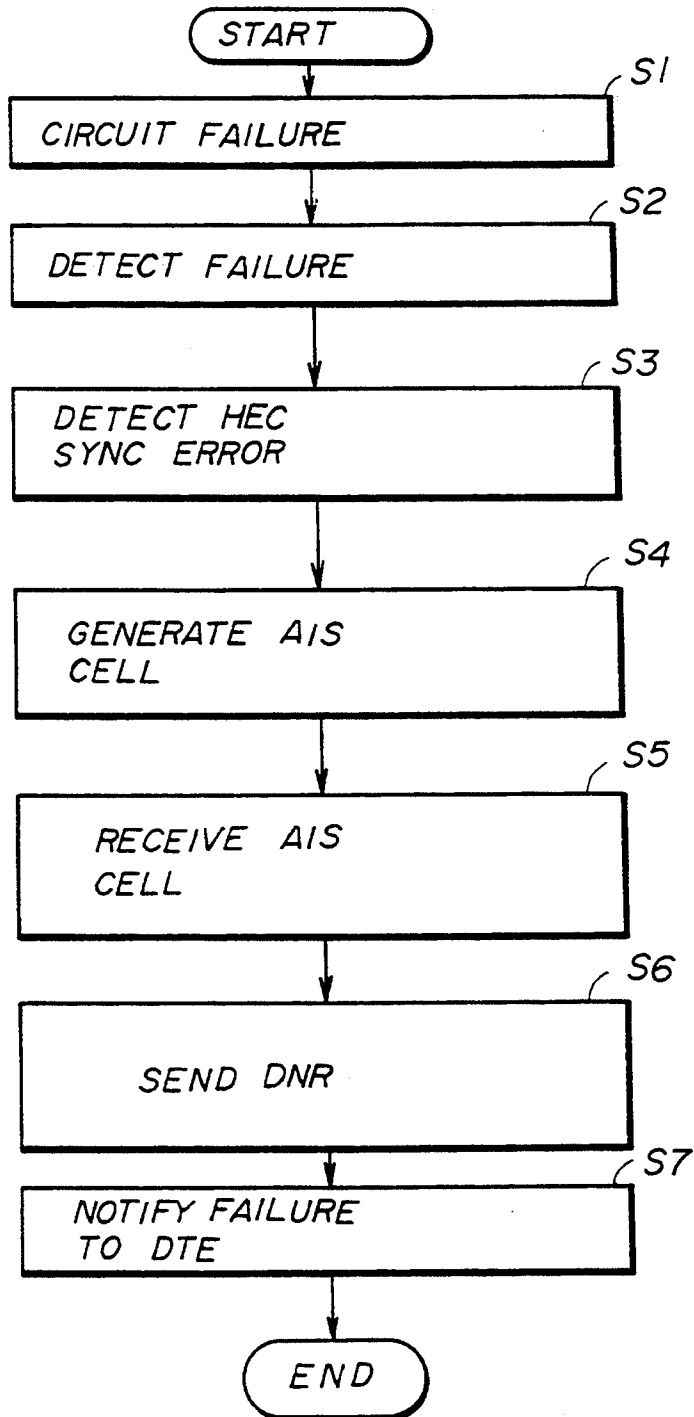 START
S1
CIRCUIT FAILURE
S2
DETECT FAILURE
S3
DETECT HEC
SYNC ERROR
S4
GENERATE AIS
CELL
S5
RECEIVE AIS
CELL
S6
SEND DNR
S7
NOTIFY FAILURE
TO DTE
END